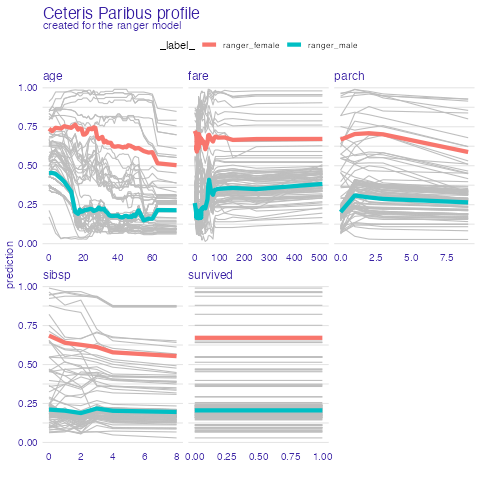 Ceteris Paribus profile
created for the ranger model
_label_ ranger_female ranger_male
age fare parch
1.00
0.75
0.50
0.25
0.00
0 20 40 60 0 100 200 300 400 500 0.0 2.5 5.0 7.5
prediction
sibsp survived
1.00
0.75
0.50
0.25
0.00
0 2 4 6 8 0.00 0.25 0.50 0.75 1.00